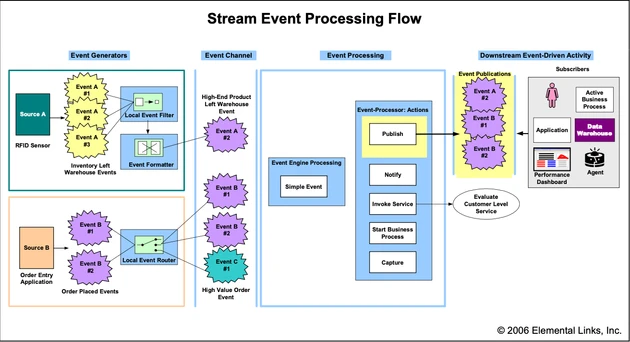 Stream Event Processing Flow
Event Generators
Event Channel
Event Processing
Downstream Event-Driven Activity
Source A
RFID Sensor
Event A
#1
Event A
#2
Event A
#3
Inventory Left
Warehouse Events
Local Event Filter
Event Formatter
High-End Product
Left Warehouse
Event
Event A
#2
Source B
Order Entry
Application
Event B
#1
Event B
#2
Order Placed Events
Local Event Router
Event B
#1
Event B
#2
Event C
#1
High Value Order
Event
Event Engine Processing
Simple Event
Event-Processor: Actions
Publish
Notify
Invoke Service
Start Business
Process
Capture
Event Publications
Event A
#2
Event B
#1
Event B
#2
Evaluate
Customer Level
Service
Subscribers
Active
Business
Process
Application
Data
Warehouse
Performance
Dashboard
Agent
© 2006 Elemental Links, Inc.